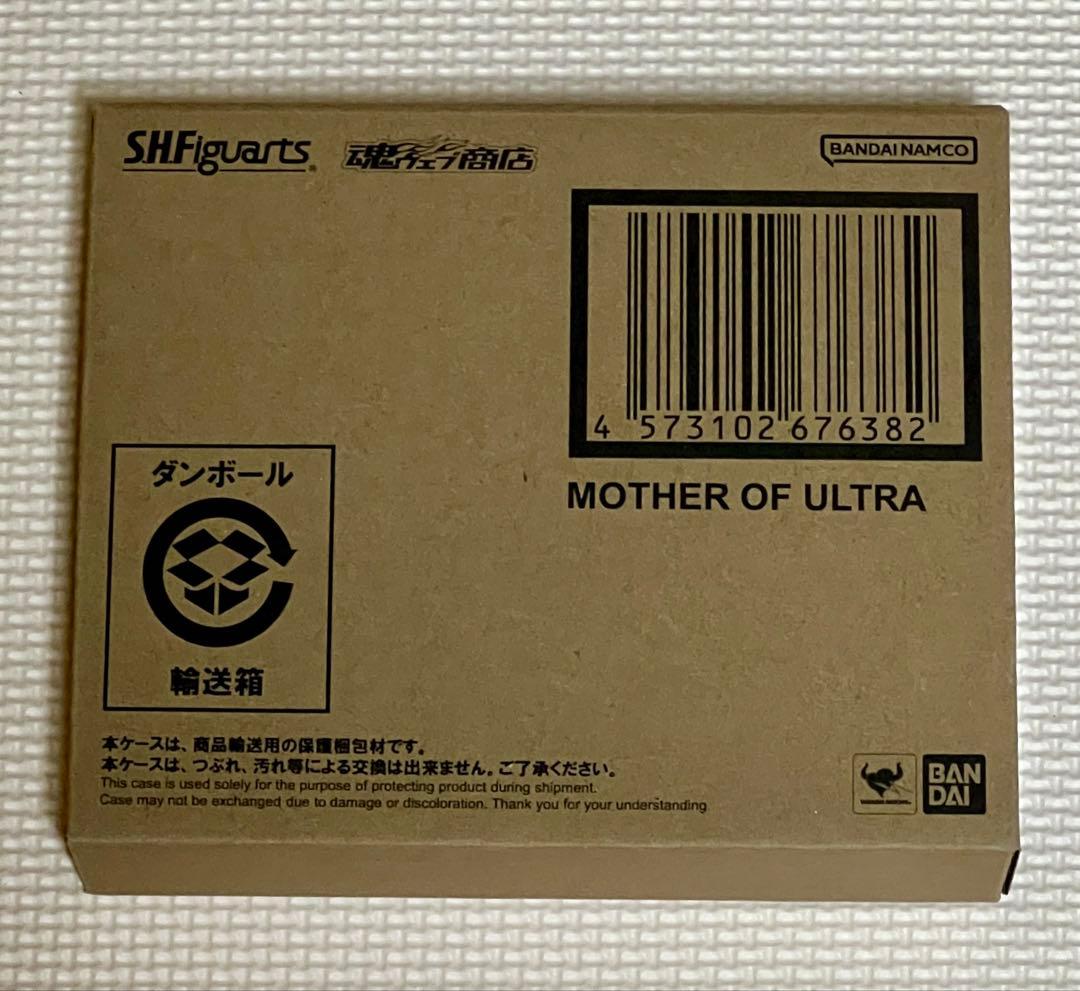 S.H.Figuarts
魂ウェブ商店
BANDAI NAMCO
4 573102 676382
MOTHER OF ULTRA
ダンボール
輸送箱
本ケースは、商品輸送用の保護梱包材です。
本ケースは、つぶれ、汚れ等による交換は出来ません。ご了承ください。
This case is used solely for the purpose of protecting product during shipment.
Case may not be exchanged due to damage or discoloration. Thank you for your understanding
BAN
DAI